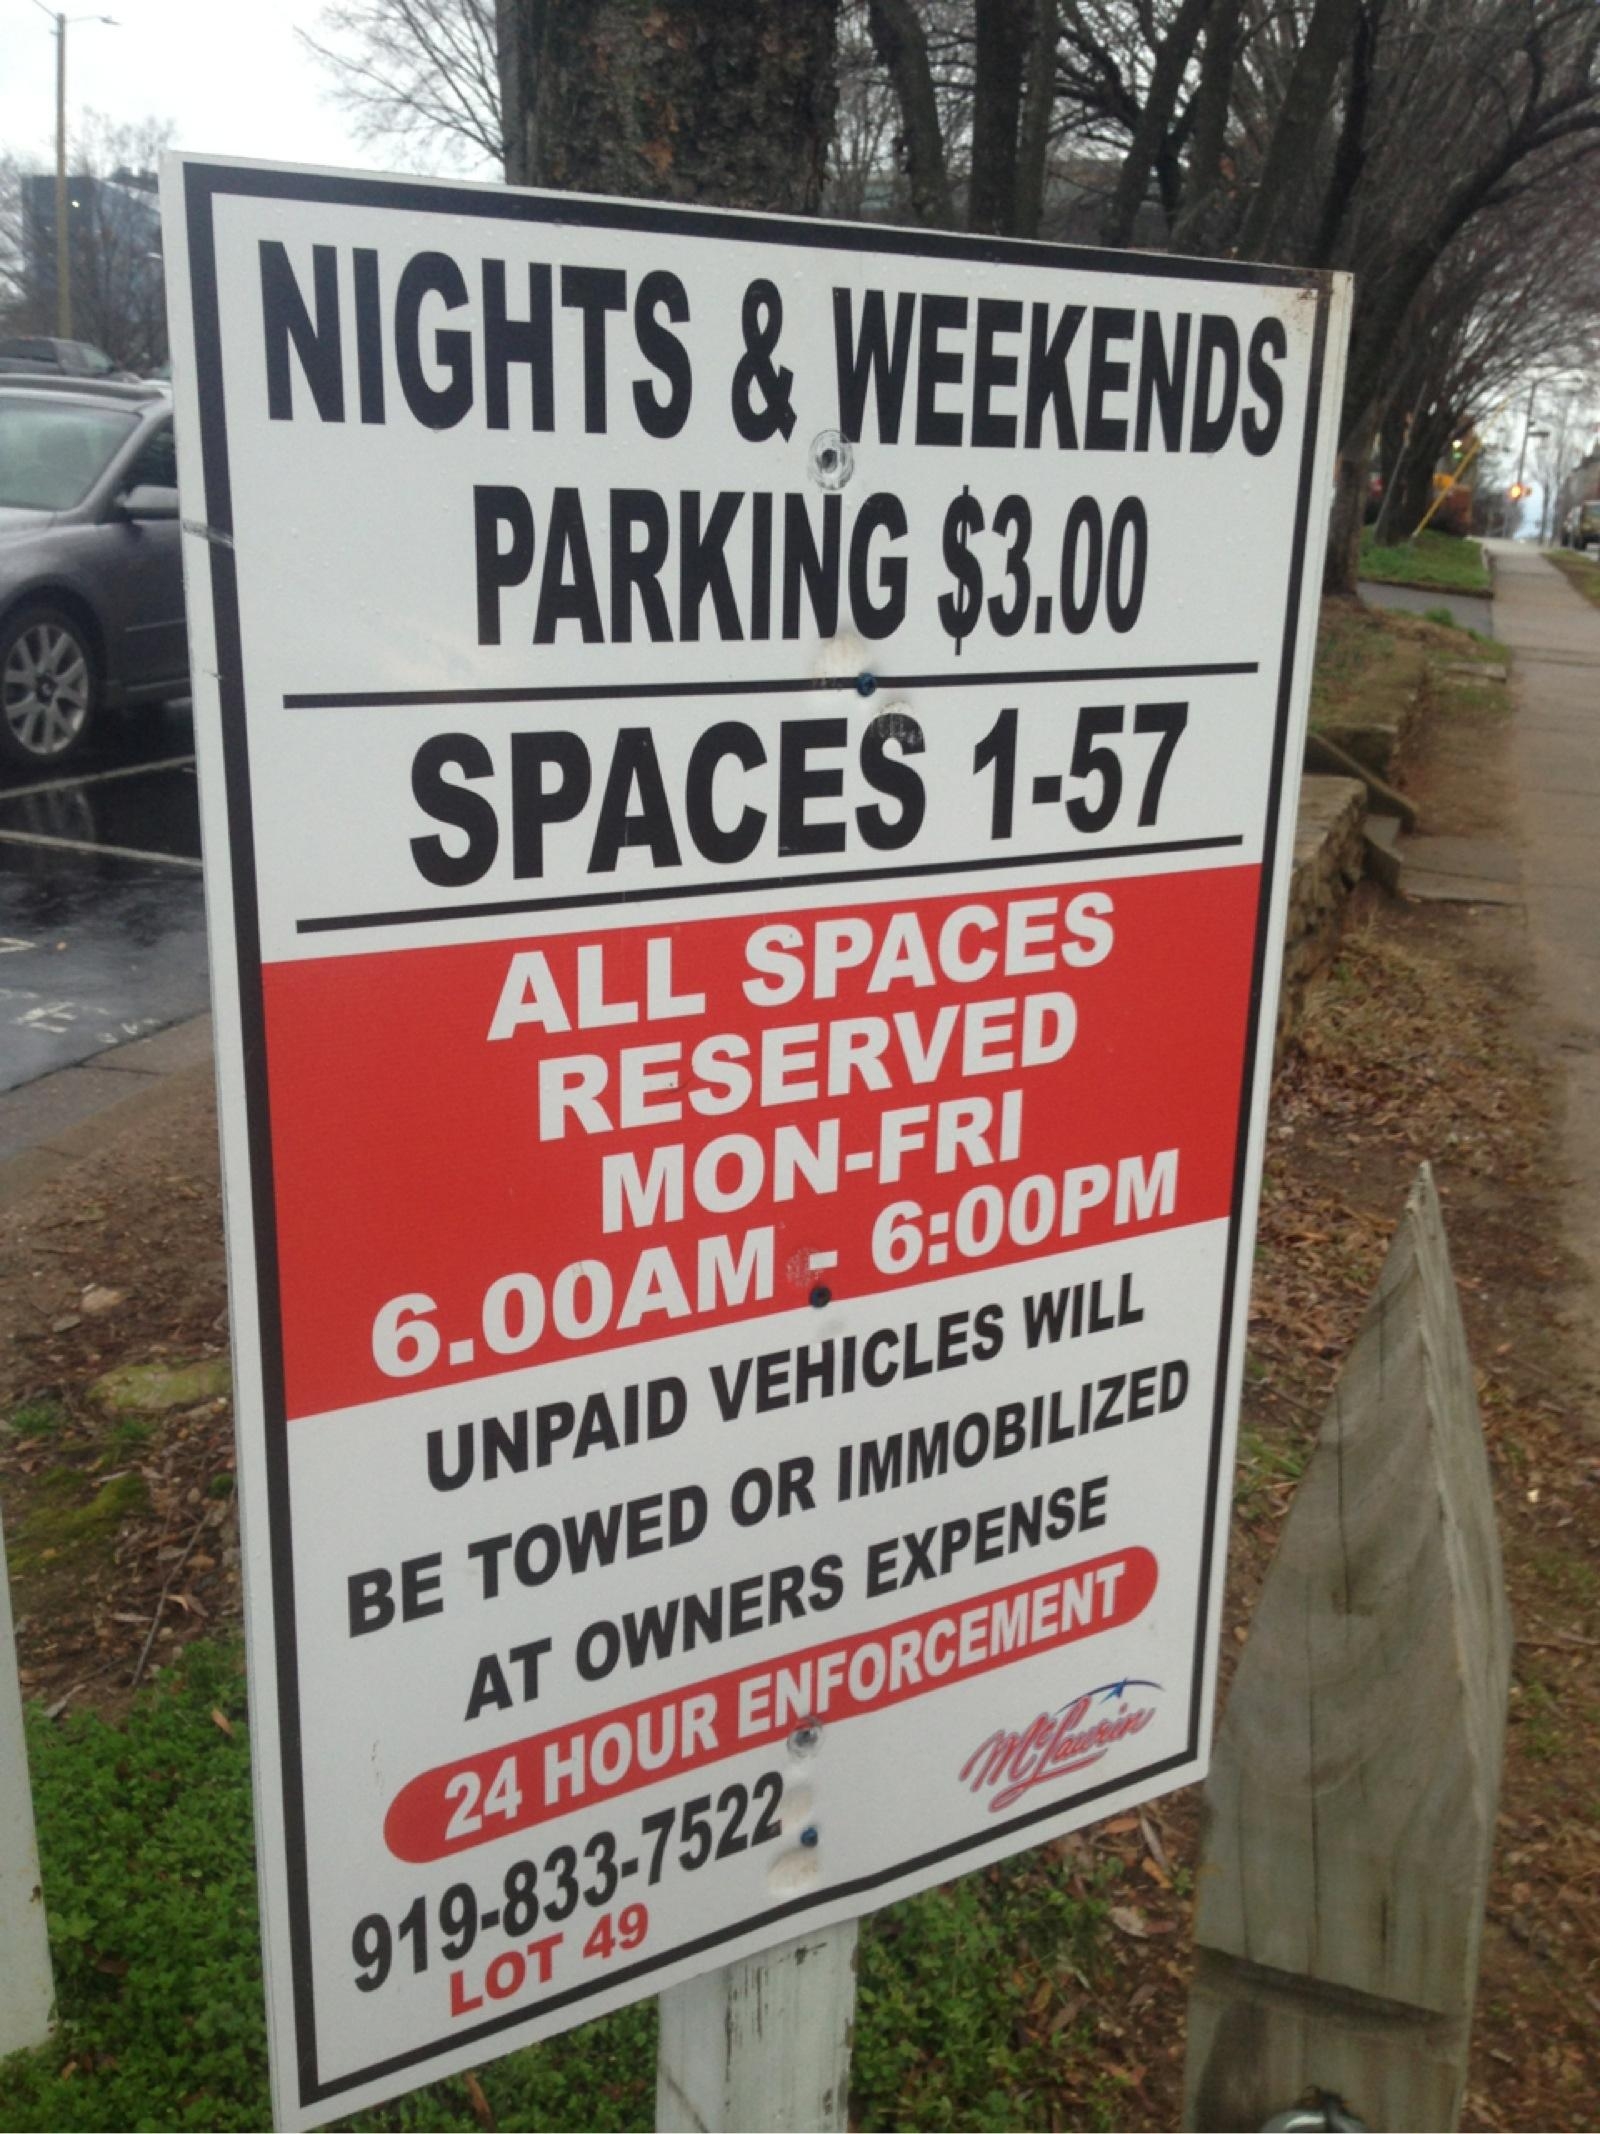 NIGHTS & WEEKENDS
PARKING $3.00
SPACES 1-57
ALL SPACES
RESERVED
MON-FRI
6.00AM - 6:00PM
UNPAID VEHICLES WILL
BE TOWED OR IMMOBILIZED
AT OWNERS EXPENSE
24 HOUR ENFORCEMENT
McLaurin
919-833-7522
LOT 49